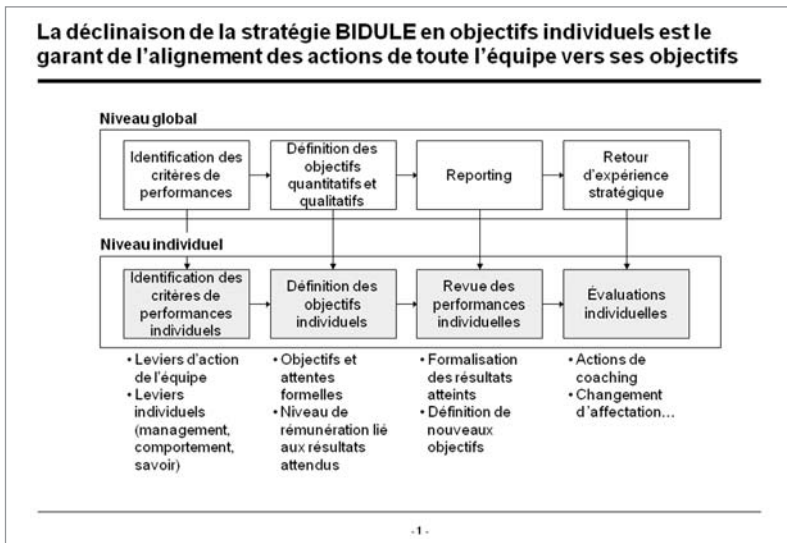 La déclinaison de la stratégie BIDULE en objectifs individuels est le
garant de l'alignement des actions de toute l'équipe vers ses objectifs
Niveau global
Identification des
critères de
performances
Définition des
objectifs
quantitatifs et
qualitatifs
Reporting
Retour
d'expérience
stratégique
Niveau individuel
Identification des
critères de
performances
individuels
Définition des
objectifs
individuels
Revue des
performances
individuelles
Évaluations
individuelles
• Leviers d'action
de l'équipe
• Leviers
individuels
(management,
comportement,
savoir)
• Objectifs et
attentes
formelles
• Niveau de
rémunération lié
aux résultats
attendus
• Formalisation
des résultats
atteints
• Définition de
nouveaux
objectifs
• Actions de
coaching
• Changement
d'affectation…
- 1 -